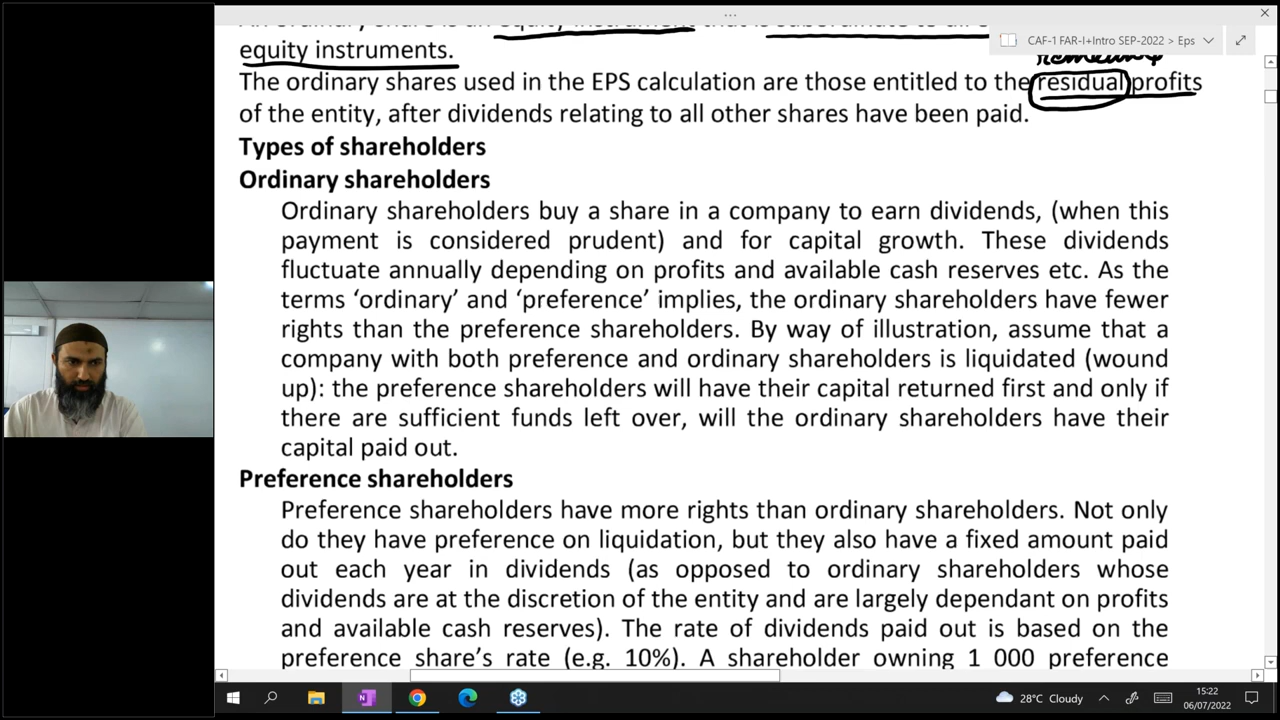 equity instruments.
CAF-1 FAR-I+Intro SEP-2022 > Eps
The ordinary shares used in the EPS calculation are those entitled to the residual profits
of the entity, after dividends relating to all other shares have been paid.
Types of shareholders
Ordinary shareholders
Ordinary shareholders buy a share in a company to earn dividends, (when this
payment is considered prudent) and for capital growth. These dividends
fluctuate annually depending on profits and available cash reserves etc. As the
terms ‘ordinary’ and ‘preference’ implies, the ordinary shareholders have fewer
rights than the preference shareholders. By way of illustration, assume that a
company with both preference and ordinary shareholders is liquidated (wound
up): the preference shareholders will have their capital returned first and only if
there are sufficient funds left over, will the ordinary shareholders have their
capital paid out.
Preference shareholders
Preference shareholders have more rights than ordinary shareholders. Not only
do they have preference on liquidation, but they also have a fixed amount paid
out each year in dividends (as opposed to ordinary shareholders whose
dividends are at the discretion of the entity and are largely dependant on profits
and available cash reserves). The rate of dividends paid out is based on the
preference share’s rate (e.g. 10%). A shareholder owning 1 000 preference
28°C Cloudy
15:22
06/07/2022